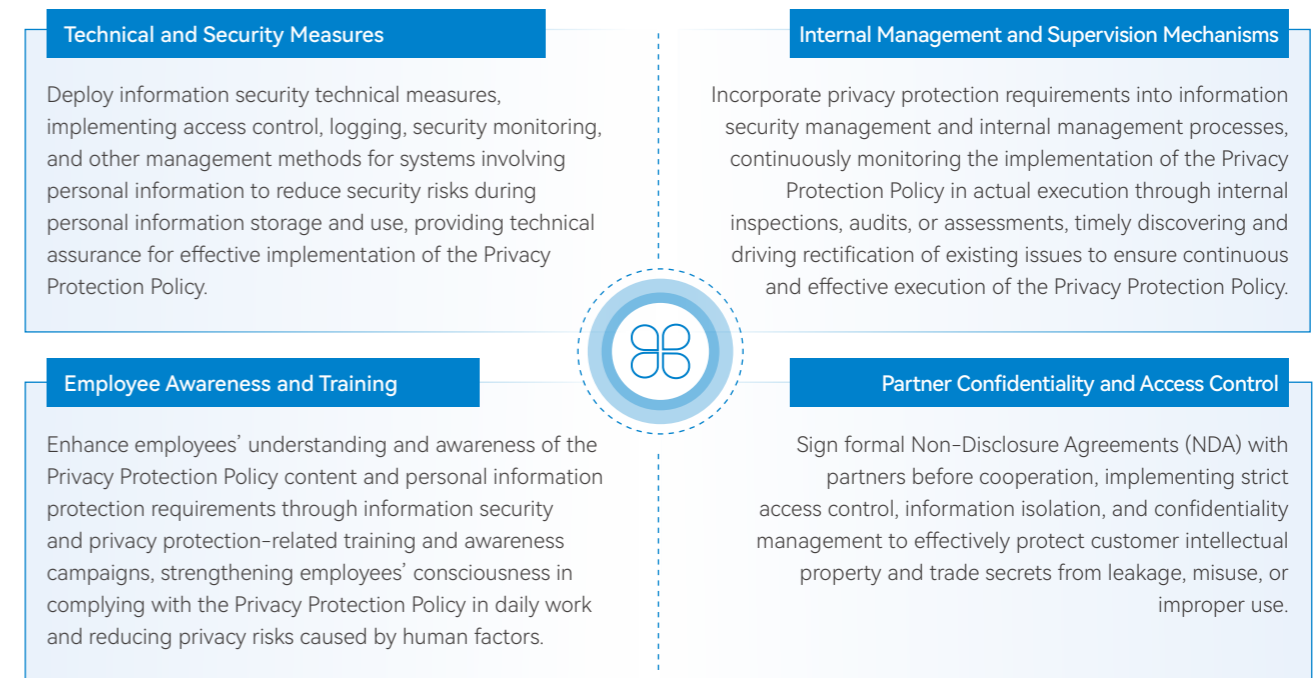 Technical and Security Measures
Deploy information security technical measures,
implementing access control, logging, security monitoring,
and other management methods for systems involving
personal information to reduce security risks during
personal information storage and use, providing technical
assurance for effective implementation of the Privacy
Protection Policy.
Internal Management and Supervision Mechanisms
Incorporate privacy protection requirements into information
security management and internal management processes,
continuously monitoring the implementation of the Privacy
Protection Policy in actual execution through internal
inspections, audits, or assessments, timely discovering and
driving rectification of existing issues to ensure continuous
and effective execution of the Privacy Protection Policy.
Employee Awareness and Training
Enhance employees’ understanding and awareness of the
Privacy Protection Policy content and personal information
protection requirements through information security
and privacy protection-related training and awareness
campaigns, strengthening employees’ consciousness in
complying with the Privacy Protection Policy in daily work
and reducing privacy risks caused by human factors.
Partner Confidentiality and Access Control
Sign formal Non-Disclosure Agreements (NDA) with
partners before cooperation, implementing strict
access control, information isolation, and confidentiality
management to effectively protect customer intellectual
property and trade secrets from leakage, misuse, or
improper use.